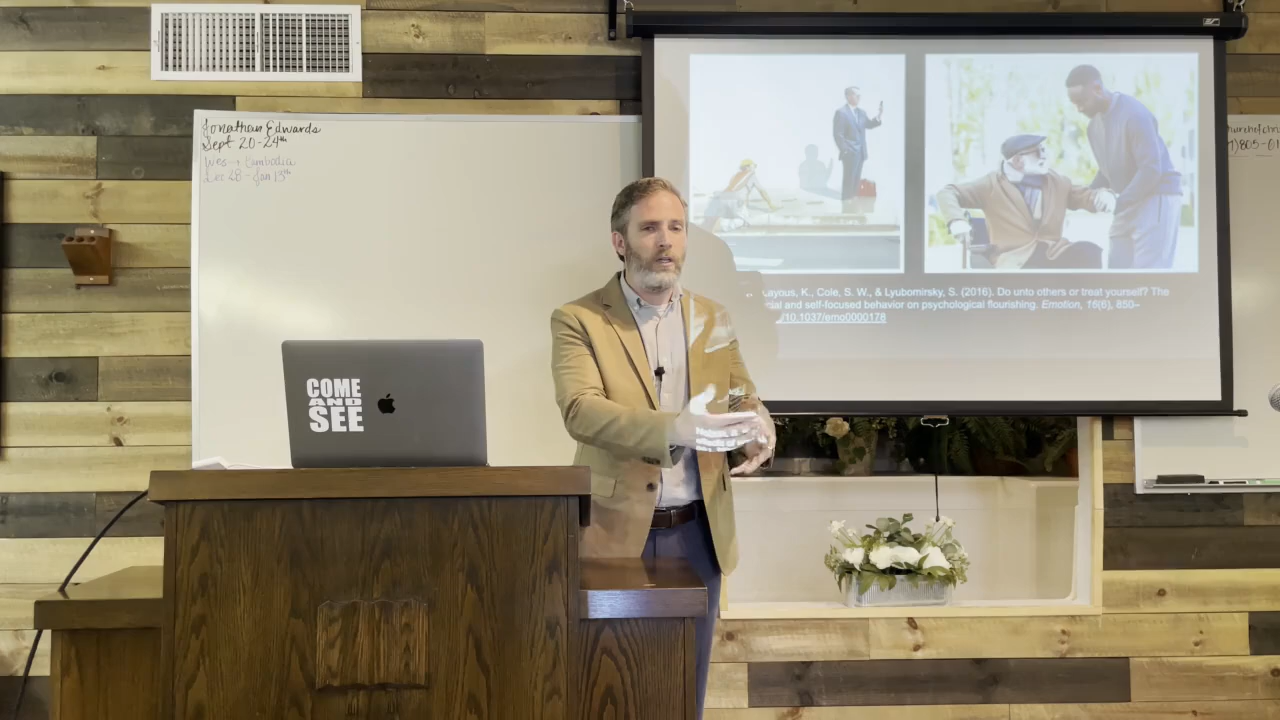 Jonathan Edwards
Sept 20-24th
Wes → Cambodia
Dec 28 - Jan 13th
COME
AND
SEE
Layous, K., Cole, S. W., & Lyubomirsky, S. (2016). Do unto others or treat yourself? The
and self-focused behavior on psychological flourishing. Emotion, 16(6), 850–
/10.1037/emo0000178
)805-61